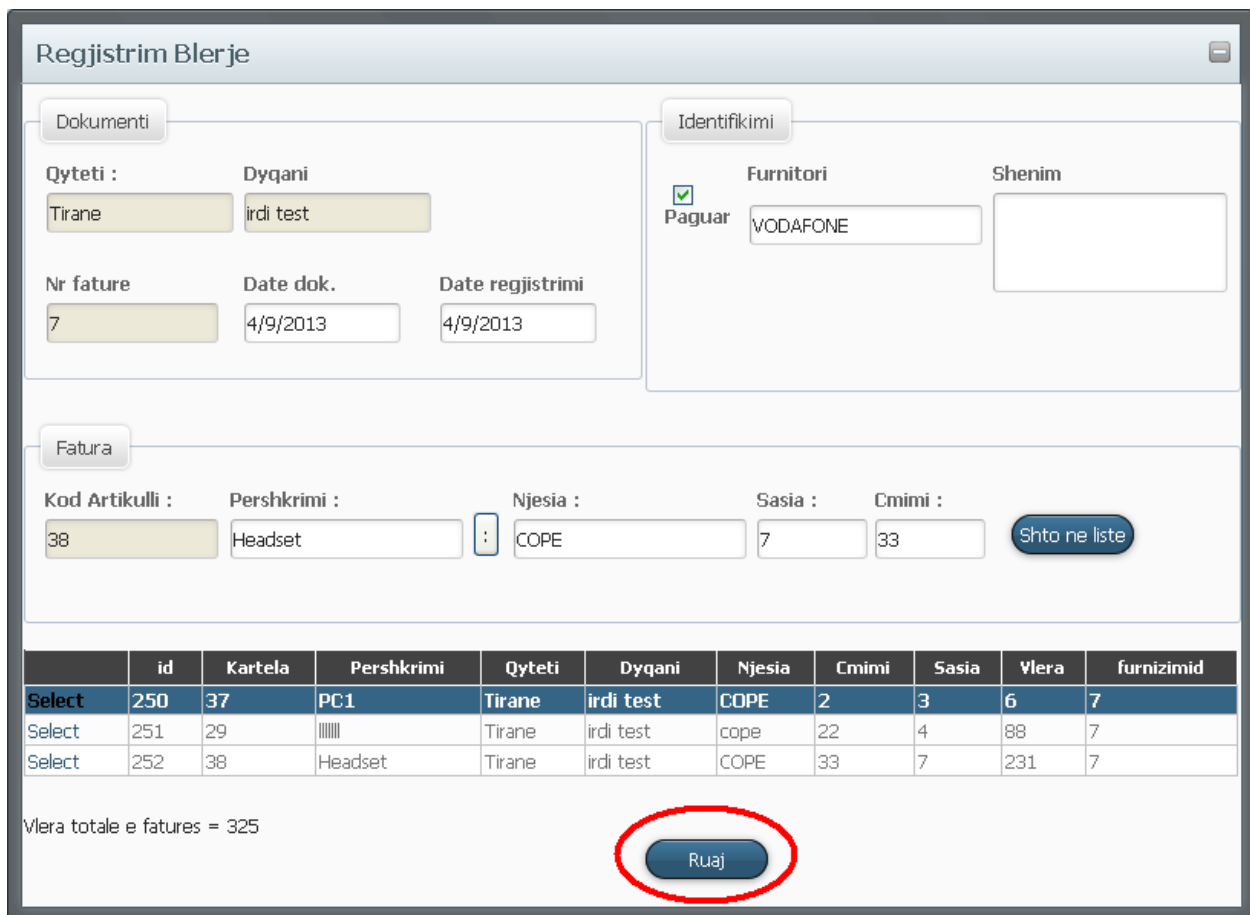 Regjistrim Blerje
Dokumenti
Qyteti : Dyqani
Tirane irdi test
Nr fature Date dok. Date regjistrimi
7 4/9/2013 4/9/2013
Identifikimi
Furnitori Shenim
Paguar VODAFONE
Fatura
Kod Artikulli : Pershkrimi : Njesia : Sasia : Cmimi :
38 Headset : COPE 7 33 Shto ne liste
id Kartela Pershkrimi Qyteti Dyqani Njesia Cmimi Sasia Vlera furnizimid
Select 250 37 PC1 Tirane irdi test COPE 2 3 6 7
Select 251 29 Tirane irdi test cope 22 4 88 7
Select 252 38 Headset Tirane irdi test COPE 33 7 231 7
Vlera totale e fatures = 325
Ruaj